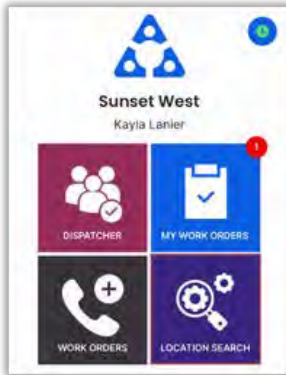 Sunset West
Kayla Lanier
1
DISPATCHER
MY WORK ORDERS
WORK ORDERS
LOCATION SEARCH